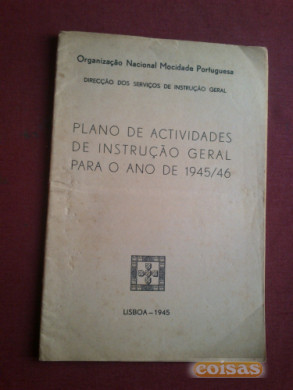 Organização Nacional Mocidade Portuguesa
DIRECÇÃO DOS SERVIÇOS DE INSTRUÇÃO GERAL
PLANO DE ACTIVIDADES
DE INSTRUÇÃO GERAL
PARA O ANO DE 1945/46
LISBOA — 1945
coisas